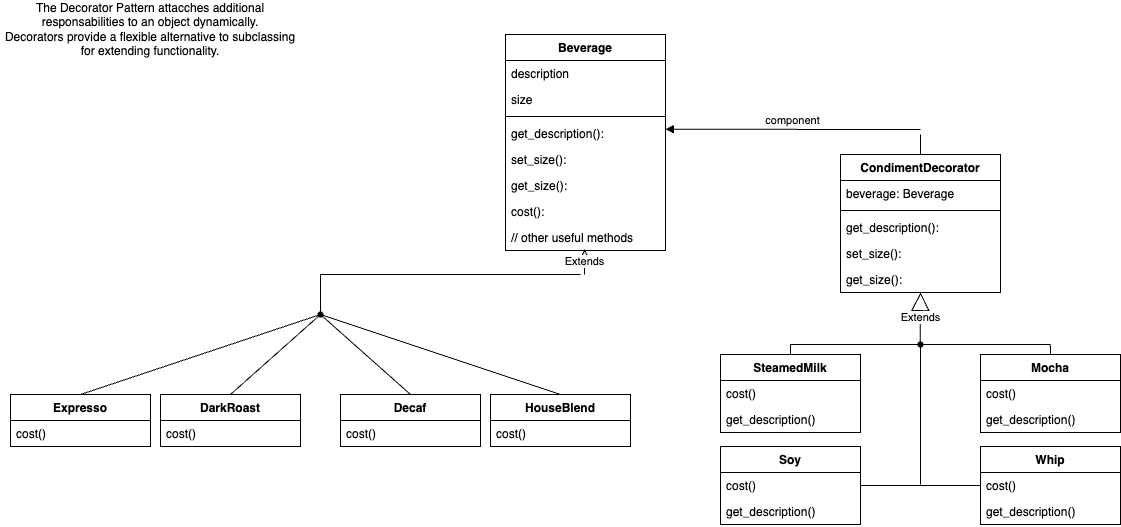 The Decorator Pattern attacches additional
responsabilities to an object dynamically.
Decorators provide a flexible alternative to subclassing
for extending functionality.
Beverage
description
size
get_description():
set_size():
get_size():
cost():
// other useful methods
Extends
component
CondimentDecorator
beverage: Beverage
get_description():
set_size():
get_size():
Extends
Expresso
cost()
DarkRoast
cost()
Decaf
cost()
HouseBlend
cost()
SteamedMilk
cost()
get_description()
Mocha
cost()
get_description()
Soy
cost()
get_description()
Whip
cost()
get_description()